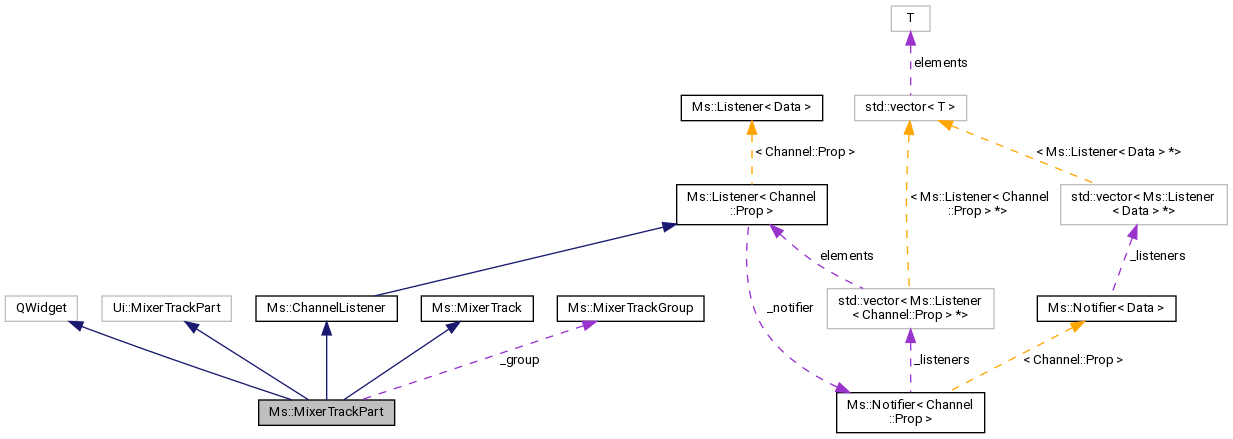 T
elements
Ms::Listener< Data >
std::vector< T >
< Channel::Prop >
< Ms::Listener< Data > *>
Ms::Listener< Channel
::Prop >
< Ms::Listener< Channel
::Prop > *>
std::vector< Ms::Listener
< Data > *>
elements
_listeners
QWidget
Ui::MixerTrackPart
Ms::ChannelListener
Ms::MixerTrack
Ms::MixerTrackGroup
_notifier
std::vector< Ms::Listener
< Channel::Prop > *>
Ms::Notifier< Data >
_group
_listeners
< Channel::Prop >
Ms::MixerTrackPart
Ms::Notifier< Channel
::Prop >